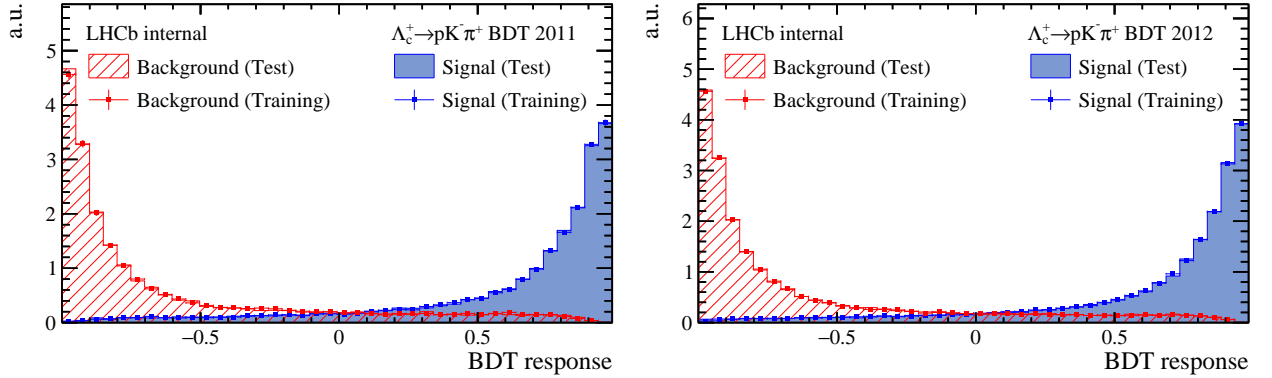 a.u.
5
4
3
2
1
0
LHCb internal
Λc+→pK-π+ BDT 2011
Background (Test)
Signal (Test)
Background (Training)
Signal (Training)
−0.5
0
0.5
BDT response
a.u.
6
5
4
3
2
1
0
LHCb internal
Λc+→pK-π+ BDT 2012
Background (Test)
Signal (Test)
Background (Training)
Signal (Training)
−0.5
0
0.5
BDT response